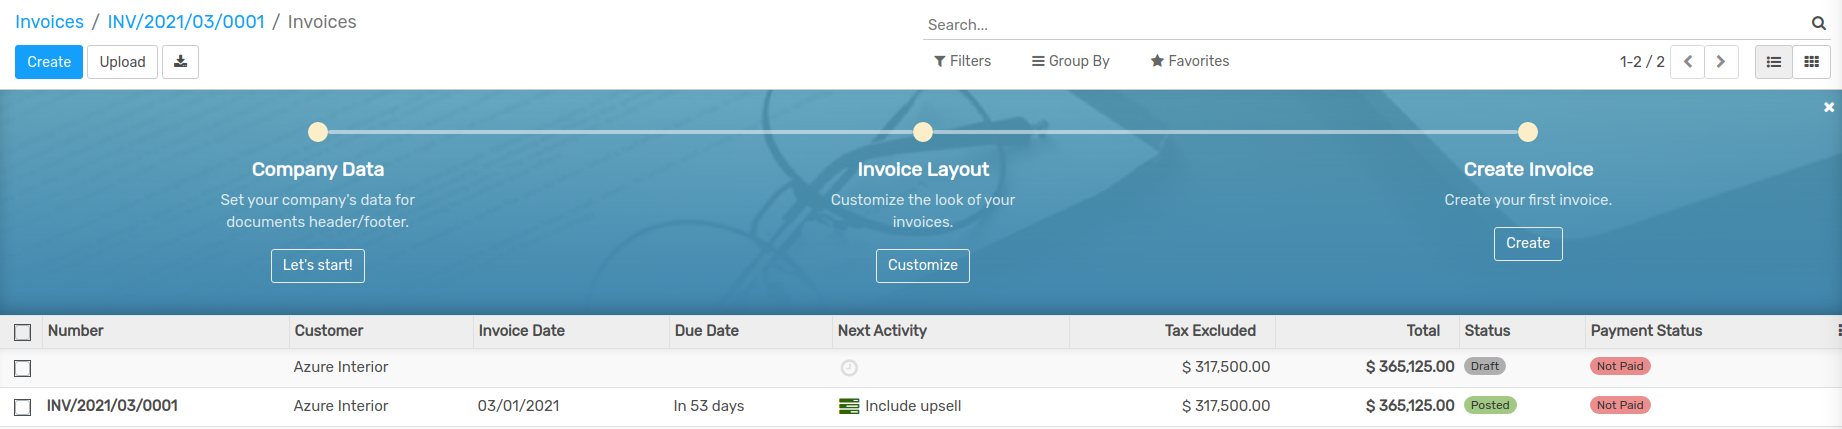 Invoices / INV/2021/03/0001 / Invoices
Search...
Create Upload
Filters Group By Favorites 1-2 / 2
Company Data Invoice Layout Create Invoice
Set your company's data for Customize the look of your Create your first invoice.
documents header/footer. invoices.
Create
Let's start! Customize
Number Customer Invoice Date Due Date Next Activity Tax Excluded Total Status Payment Status
Azure Interior $ 317,500.00 $ 365,125.00 Draft Not Paid
INV/2021/03/0001 Azure Interior 03/01/2021 In 53 days Include upsell $ 317,500.00 $ 365,125.00 Posted Not Paid